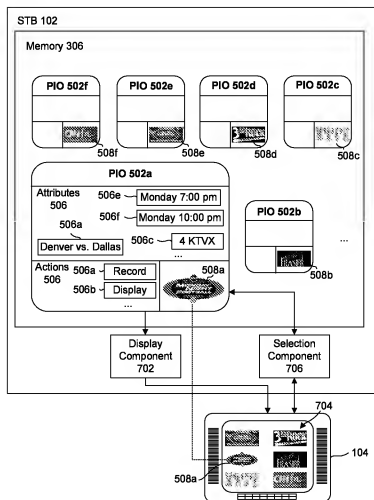 STB 102
Memory 306
PIO 502f
PIO 502e
PIO 502d
PIO 502c
508f
508e
3
508d
508c
PIO 502a
Attributes
506
506e
Monday 7:00 pm
506f
Monday 10:00 pm
506a
Denver vs. Dallas
506c
4 KTVX
...
Actions
506
506a
Record
506b
Display
...
508a
PIO 502b
FRASIER
508b
...
Display
Component
702
Selection
Component
706
704
104
508a